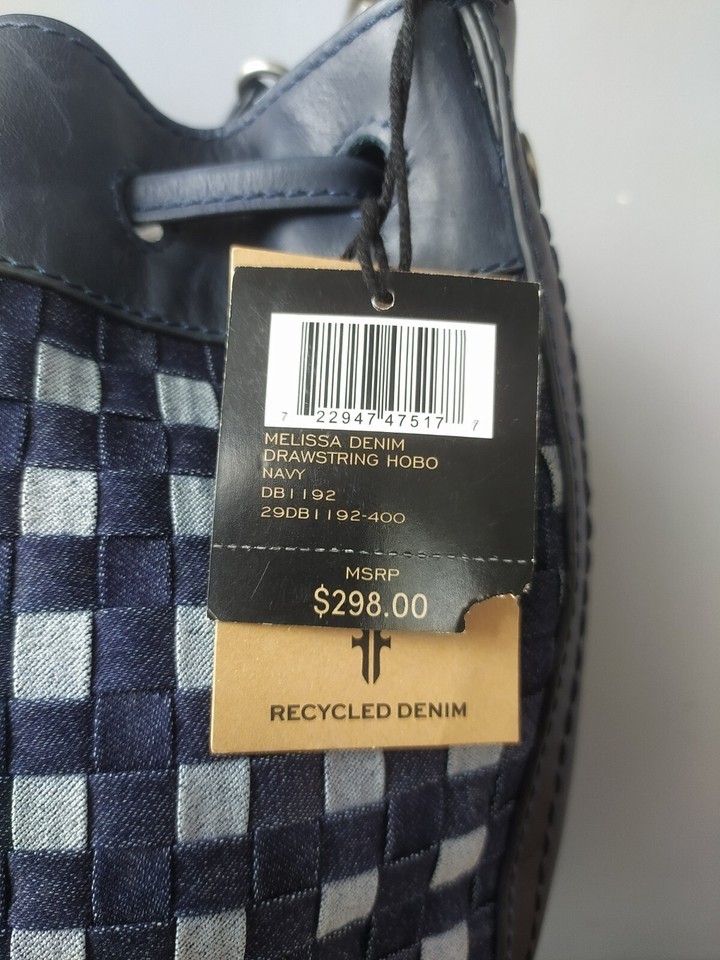 7 22947 47517 7
MELISSA DENIM
DRAWSTRING HOBO
NAVY
DB1192
29DB1192-400
MSRP
$298.00
RECYCLED DENIM